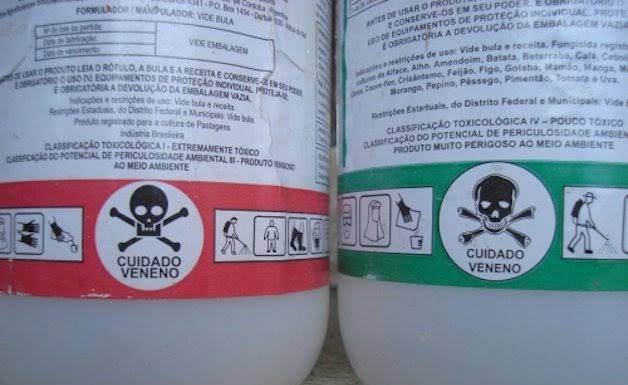 4341 - P.O. Box 1454 -
FORMULADOR / MANIPULADOR: VIDE BULA
Nº do lote ou partida:
Data de fabricação:
Data de vencimento:
VIDE EMBALAGEM
ANTES DE USAR O PRODUTO LEIA O RÓTULO, A BULA E A RECEITA E CONSERVE-OS EM SEU PODER.
É OBRIGATÓRIO O USO DE EQUIPAMENTOS DE PROTEÇÃO INDIVIDUAL. PROTEJA-SE.
É OBRIGATÓRIA A DEVOLUÇÃO DA EMBALAGEM VAZIA.
Indicações e restrições de uso: Vide bula e receita.
Restrições Estaduais, do Distrito Federal e Municipais: Vide bula.
Produto registrado para a cultura de Pastagens
Indústria Brasileira
CLASSIFICAÇÃO TOXICOLÓGICA I - EXTREMAMENTE TÓXICO
CLASSIFICAÇÃO DO POTENCIAL DE PERICULOSIDADE AMBIENTAL III - PRODUTO PERIGOSO
AO MEIO AMBIENTE
CUIDADO
VENENO
ANTES DE USAR O PRODUTO,
E CONSERVE-OS EM SEU PODER. É OBRIGATÓRIO O
USO DE EQUIPAMENTOS DE PROTEÇÃO INDIVIDUAL.
É OBRIGATÓRIA A DEVOLUÇÃO DA EMBALAGEM VAZIA.
Indicações e restrições de uso: Vide bula e receita. Fungicida
de Alface, Alho, Amendoim, Batata, Beterraba, Café,
Couve-flor, Crisântemo, Feijão, Figo, Goiaba, Mamão, Manga,
Morango, Pepino, Pêssego, Pimentão, Tomate e Uva.
Restrições Estaduais, do Distrito Federal e Municipais: Vide
CLASSIFICAÇÃO TOXICOLÓGICA IV - POUCO TÓXICO
CLASSIFICAÇÃO DO POTENCIAL DE PERICULOSIDADE
PRODUTO MUITO PERIGOSO AO MEIO AMBIENTE
CUIDADO
VENENO